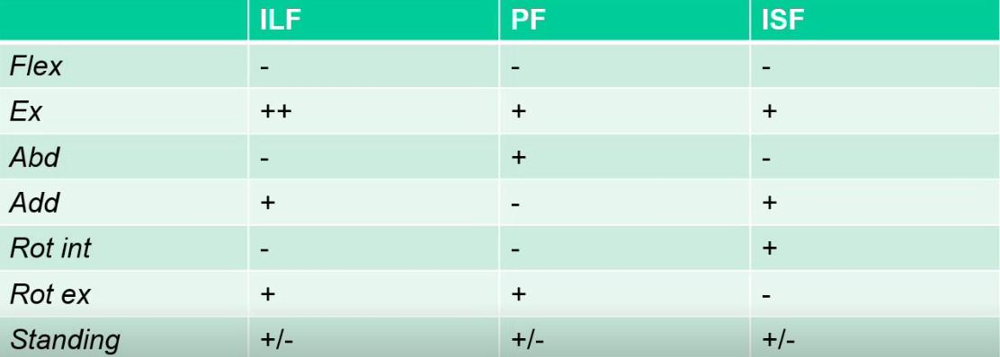 ILF PF ISF
Flex - - -
Ex ++ + +
Abd - + -
Add + - +
Rot int - - +
Rot ex + + -
Standing +/- +/- +/-